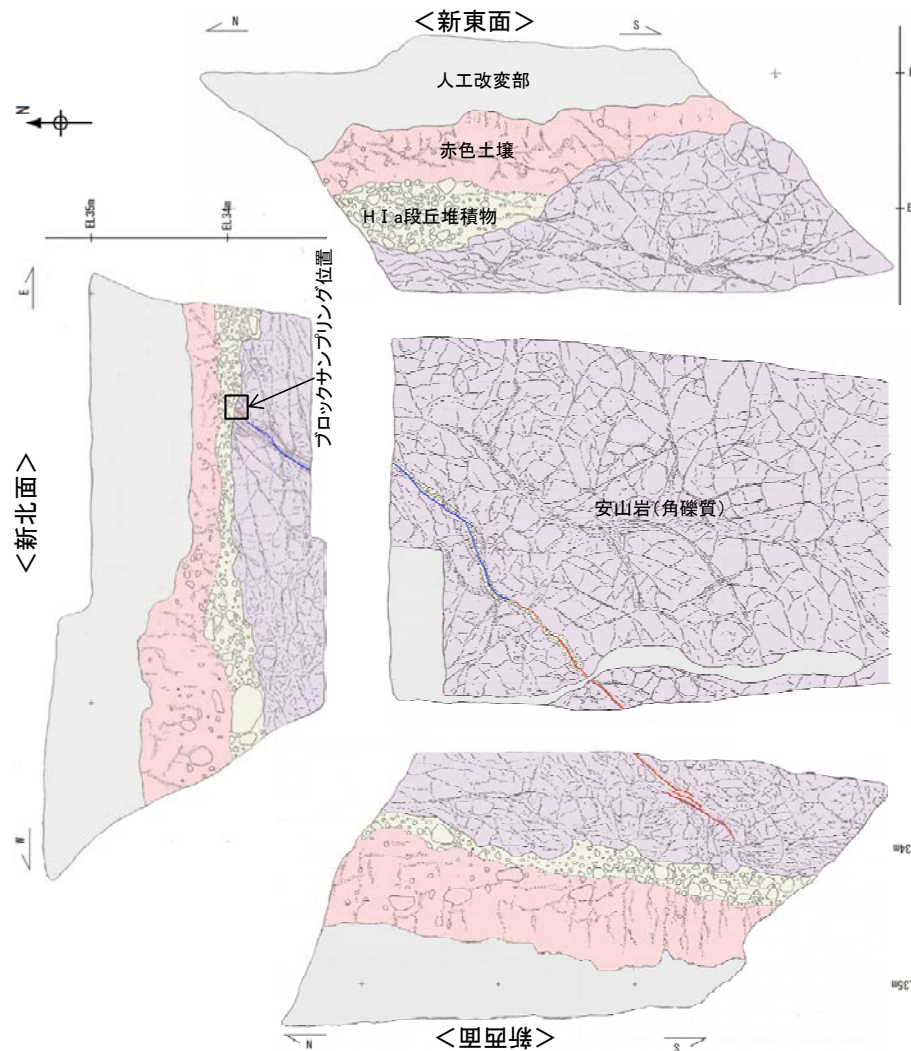 ＜新東面＞
N
S
人工改変部
赤色土壌
ＨⅠa段丘堆積物
N
EL35m
EL34m
E
ブロックサンプリング位置
＜新北面＞
安山岩（角礫質）
W
34m
35m
N
＜新西面＞
S